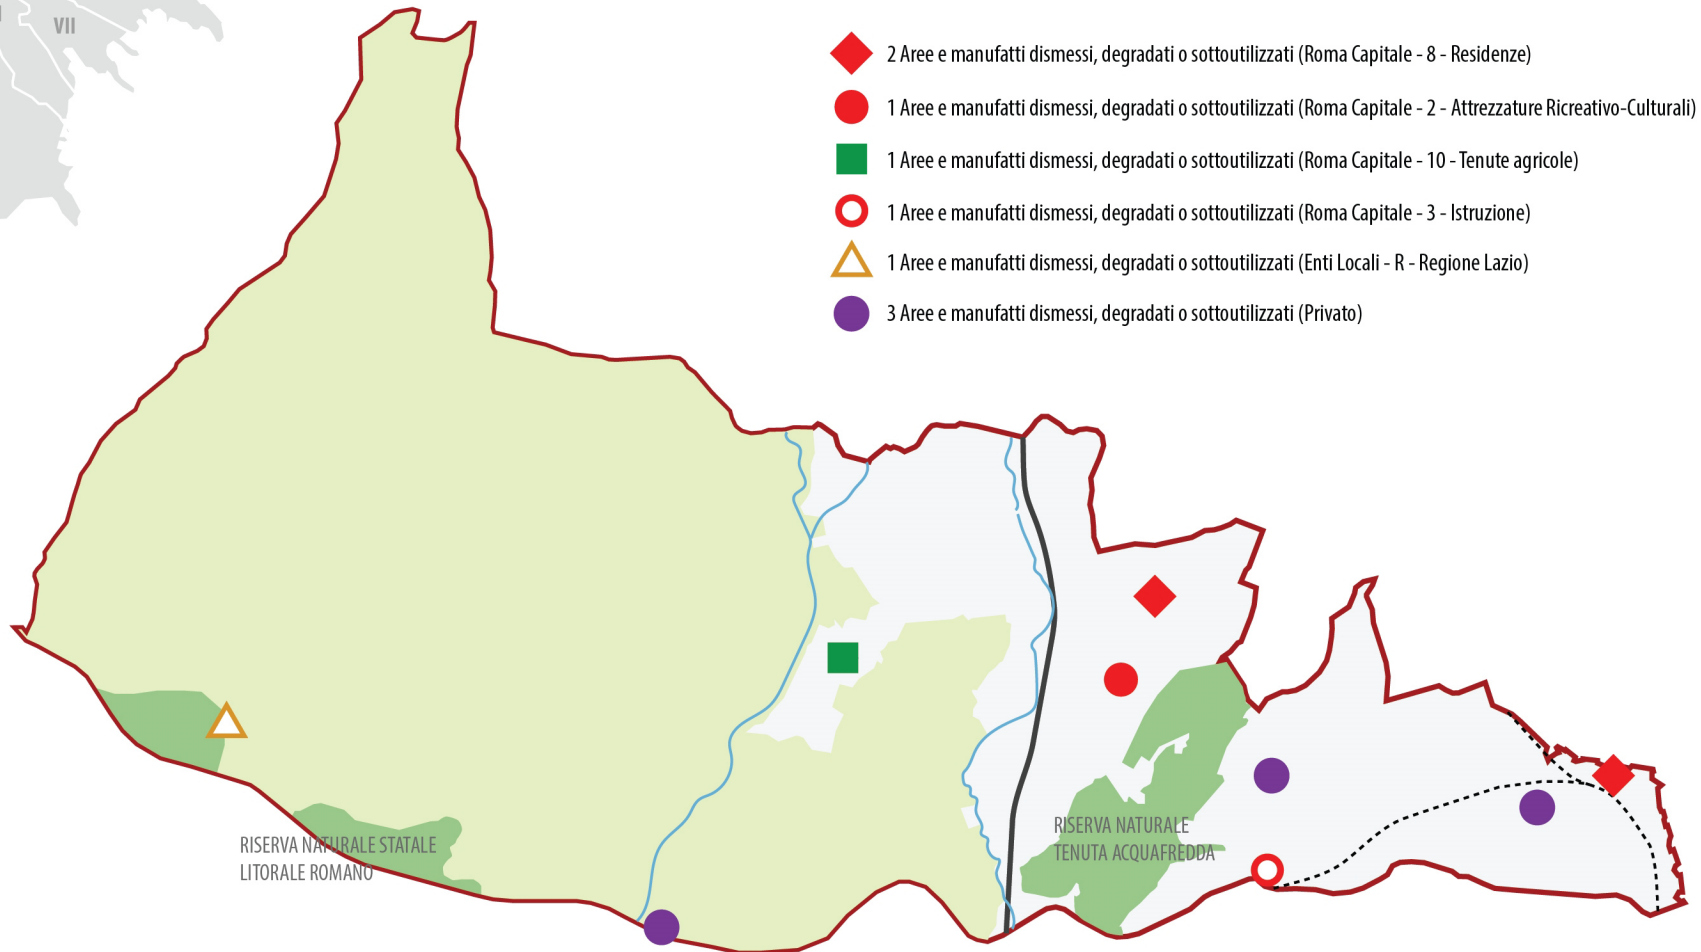 VII
2 Aree e manufatti dismessi, degradati o sottoutilizzati (Roma Capitale - 8 - Residenze)
1 Aree e manufatti dismessi, degradati o sottoutilizzati (Roma Capitale - 2 - Attrezzature Ricreativo-Culturali)
1 Aree e manufatti dismessi, degradati o sottoutilizzati (Roma Capitale - 10 - Tenute agricole)
1 Aree e manufatti dismessi, degradati o sottoutilizzati (Roma Capitale - 3 - Istruzione)
1 Aree e manufatti dismessi, degradati o sottoutilizzati (Enti Locali - R - Regione Lazio)
3 Aree e manufatti dismessi, degradati o sottoutilizzati (Privato)
RISERVA NATURALE STATALE
LITORALE ROMANO
RISERVA NATURALE
TENUTA ACQUAFREDDA